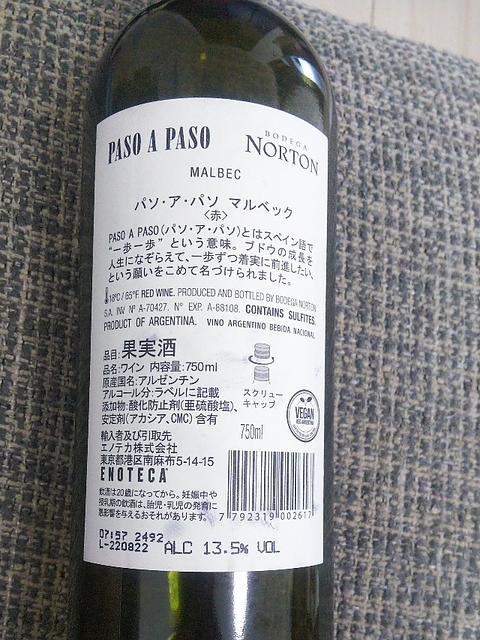 PASO A PASO
BODEGA
NORTON
MALBEC
パソ・ア・パソ マルベック
〈赤〉
PASO A PASO(パソ・ア・パソ)とはスペイン語で
“一歩一歩” という意味。ブドウの成長を
人生になぞらえて、一歩ずつ着実に前進したい、
という願いをこめて名づけられました。
18ºC / 65ºF RED WINE. PRODUCED AND BOTTLED BY BODEGA NORTON
S.A. INV Nº A-70427. Nº EXP. A-88108. CONTAINS SULFITES.
PRODUCT OF ARGENTINA. VINO ARGENTINO BEBIDA NACIONAL.
品目:果実酒
品名:ワイン 内容量:750ml
原産国名:アルゼンチン
アルコール分:ラベルに記載
添加物:酸化防止剤(亜硫酸塩)、
安定剤(アカシア、CMC) 含有
スクリュー
キャップ
VEGAN
750ml
輸入者及び引取先
エノテカ株式会社
東京都港区南麻布5-14-15
ENOTECA
飲酒は20歳になってから。妊娠中や
授乳期の飲酒は、胎児・乳児の発育に
悪影響を与えるおそれがあります。
7 792319 002617
07157 2492
L-220822 ALC 13.5% VOL